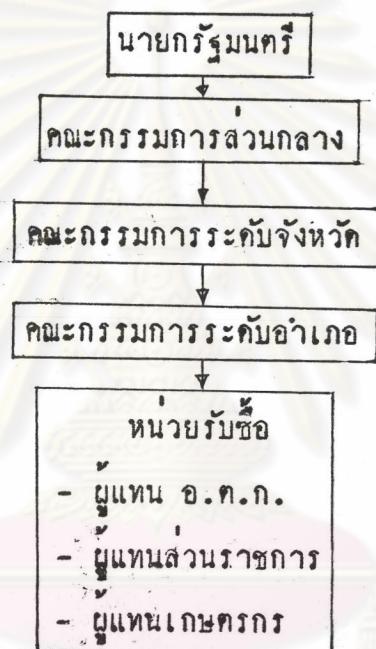 นายกรัฐมนตรี
คณะกรรมการส่วนกลาง
คณะกรรมการระดับจังหวัด
คณะกรรมการระดับอำเภอ
หน่วยรับซื้อ
- ผู้แทน อ.ต.ก.
- ผู้แทนส่วนราชการ
- ผู้แทนเกษตรกร